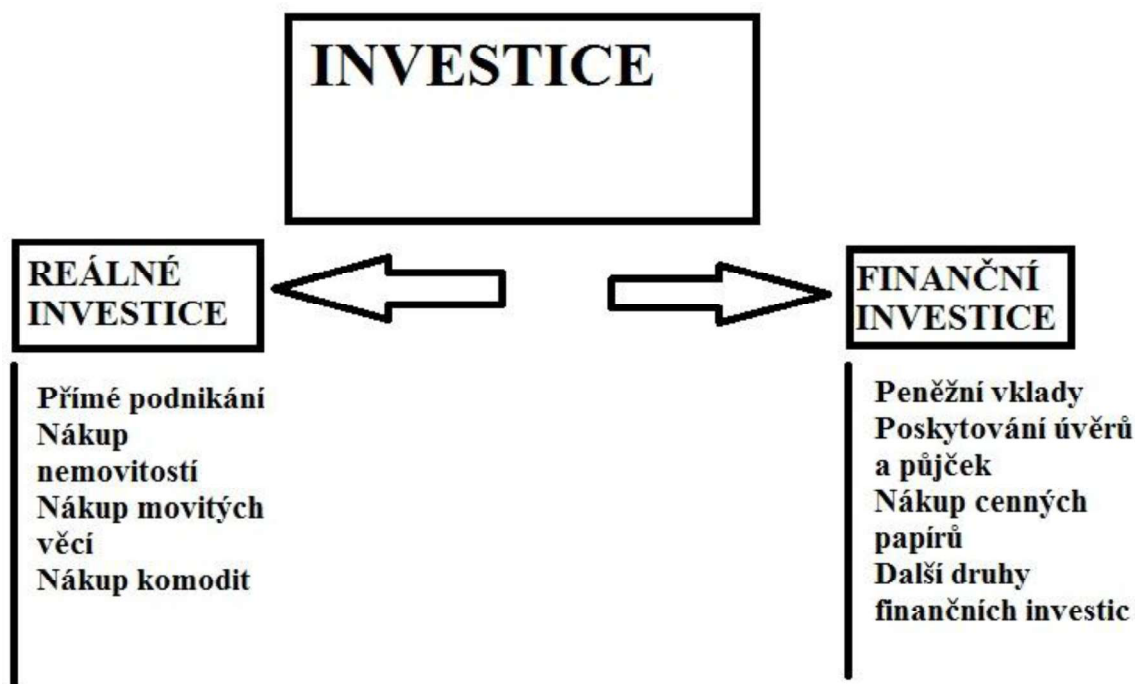 INVESTICE
REÁLNÉ
INVESTICE
Přímé podnikání
Nákup
nemovitostí
Nákup movitých
věcí
Nákup komodit
FINANČNÍ
INVESTICE
Peněžní vklady
Poskytování úvěrů
a půjček
Nákup cenných
papírů
Další druhy
finančních investic